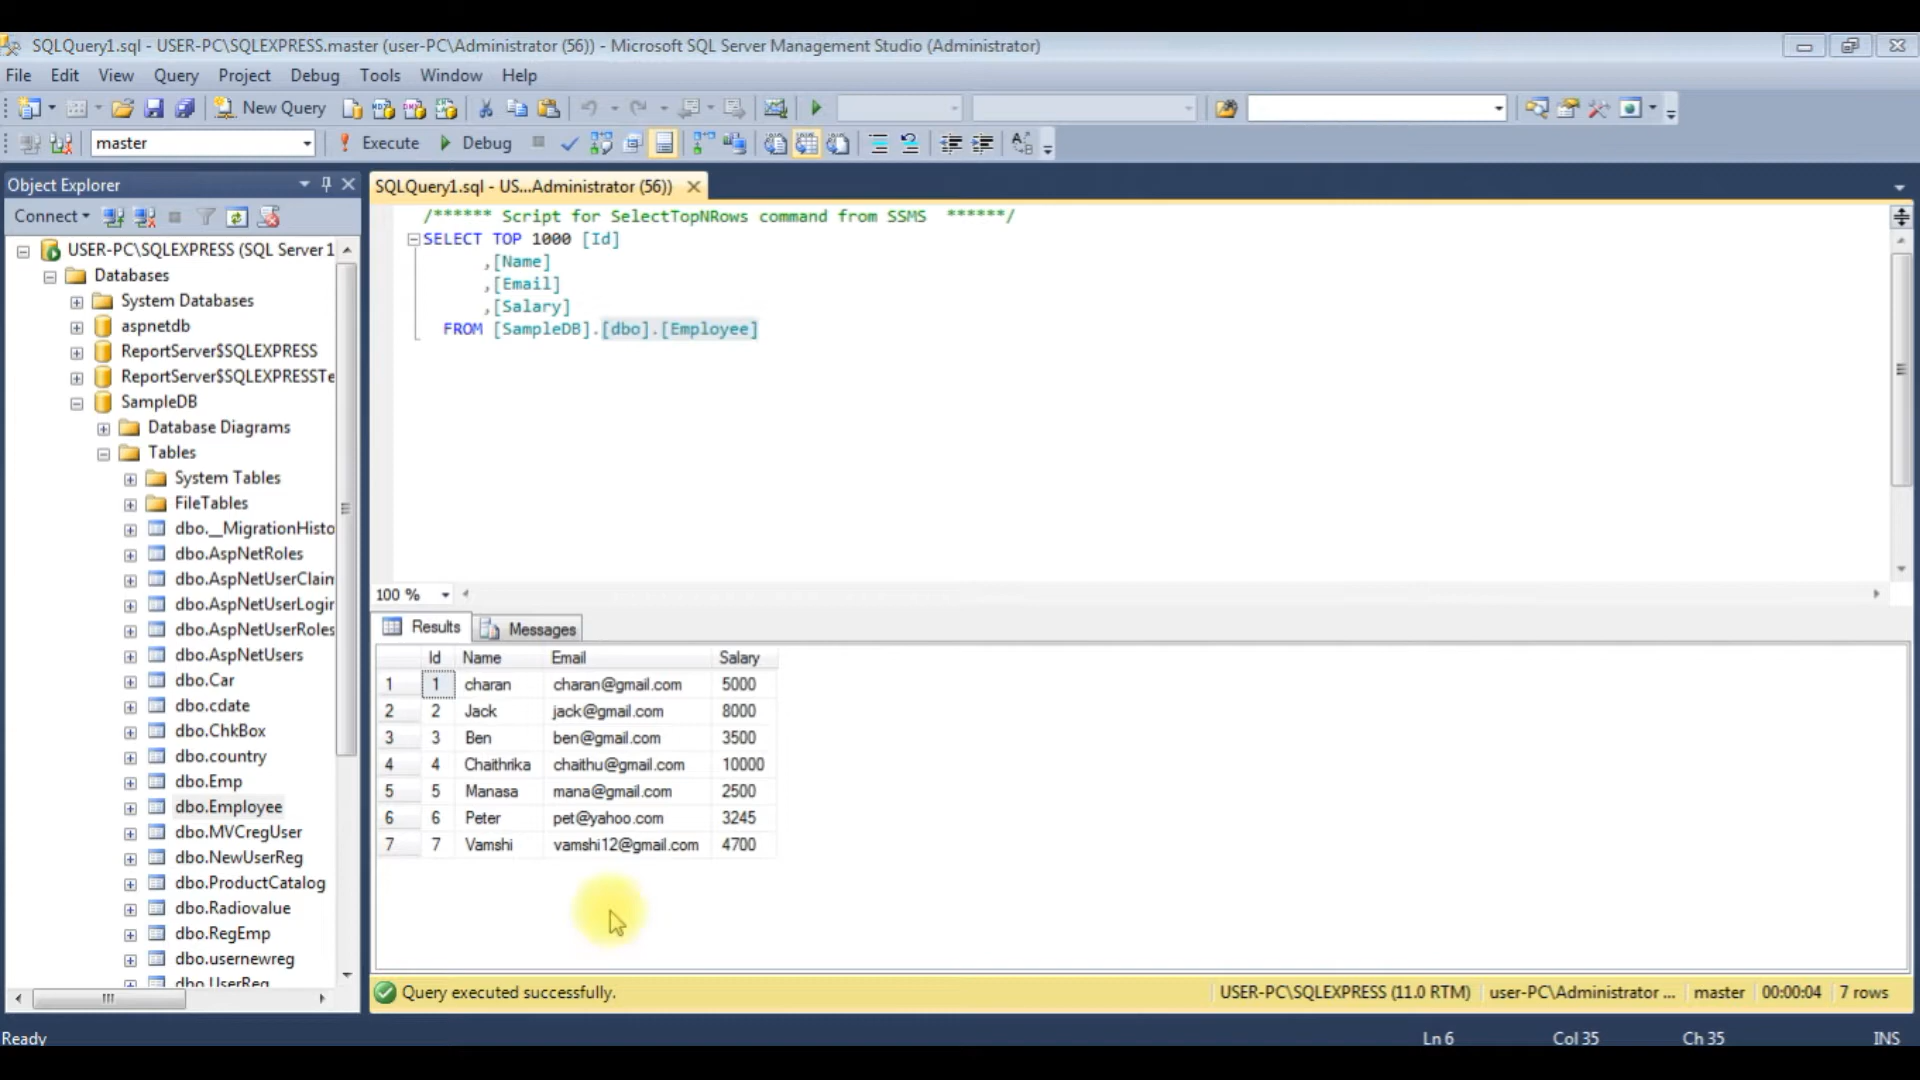 SQLQuery1.sql - USER-PC\SQLEXPRESS.master (user-PC\Administrator (56)) - Microsoft SQL Server Management Studio (Administrator)
File Edit View Query Project Debug Tools Window Help
New Query
master Execute Debug
Object Explorer
Connect
USER-PC\SQLEXPRESS (SQL Server 1
Databases
System Databases
aspnetdb
ReportServer$SQLEXPRESS
ReportServer$SQLEXPRESSTe
SampleDB
Database Diagrams
Tables
System Tables
FileTables
dbo.__MigrationHisto
dbo.AspNetRoles
dbo.AspNetUserClain
dbo.AspNetUserLogin
dbo.AspNetUserRoles
dbo.AspNetUsers
dbo.Car
dbo.cdate
dbo.ChkBox
dbo.country
dbo.Emp
dbo.Employee
dbo.MVCregUser
dbo.NewUserReg
dbo.ProductCatalog
dbo.Radiovalue
dbo.RegEmp
dbo.usernewreg
dbo.UserReg
SQLQuery1.sql - US...Administrator (56))
/****** Script for SelectTopNRows command from SSMS  ******/
SELECT TOP 1000 [Id]
,[Name]
,[Email]
,[Salary]
FROM [SampleDB].[dbo].[Employee]
100 %
Results Messages
Id Name Email Salary
1 1 charan charan@gmail.com 5000
2 2 Jack jack@gmail.com 8000
3 3 Ben ben@gmail.com 3500
4 4 Chaithrika chaithu@gmail.com 10000
5 5 Manasa mana@gmail.com 2500
6 6 Peter pet@yahoo.com 3245
7 7 Vamshi vamshi12@gmail.com 4700
Query executed successfully. USER-PC\SQLEXPRESS (11.0 RTM) user-PC\Administrator ... master 00:00:04 7 rows
Ready Ln 6 Col 35 Ch 35 INS